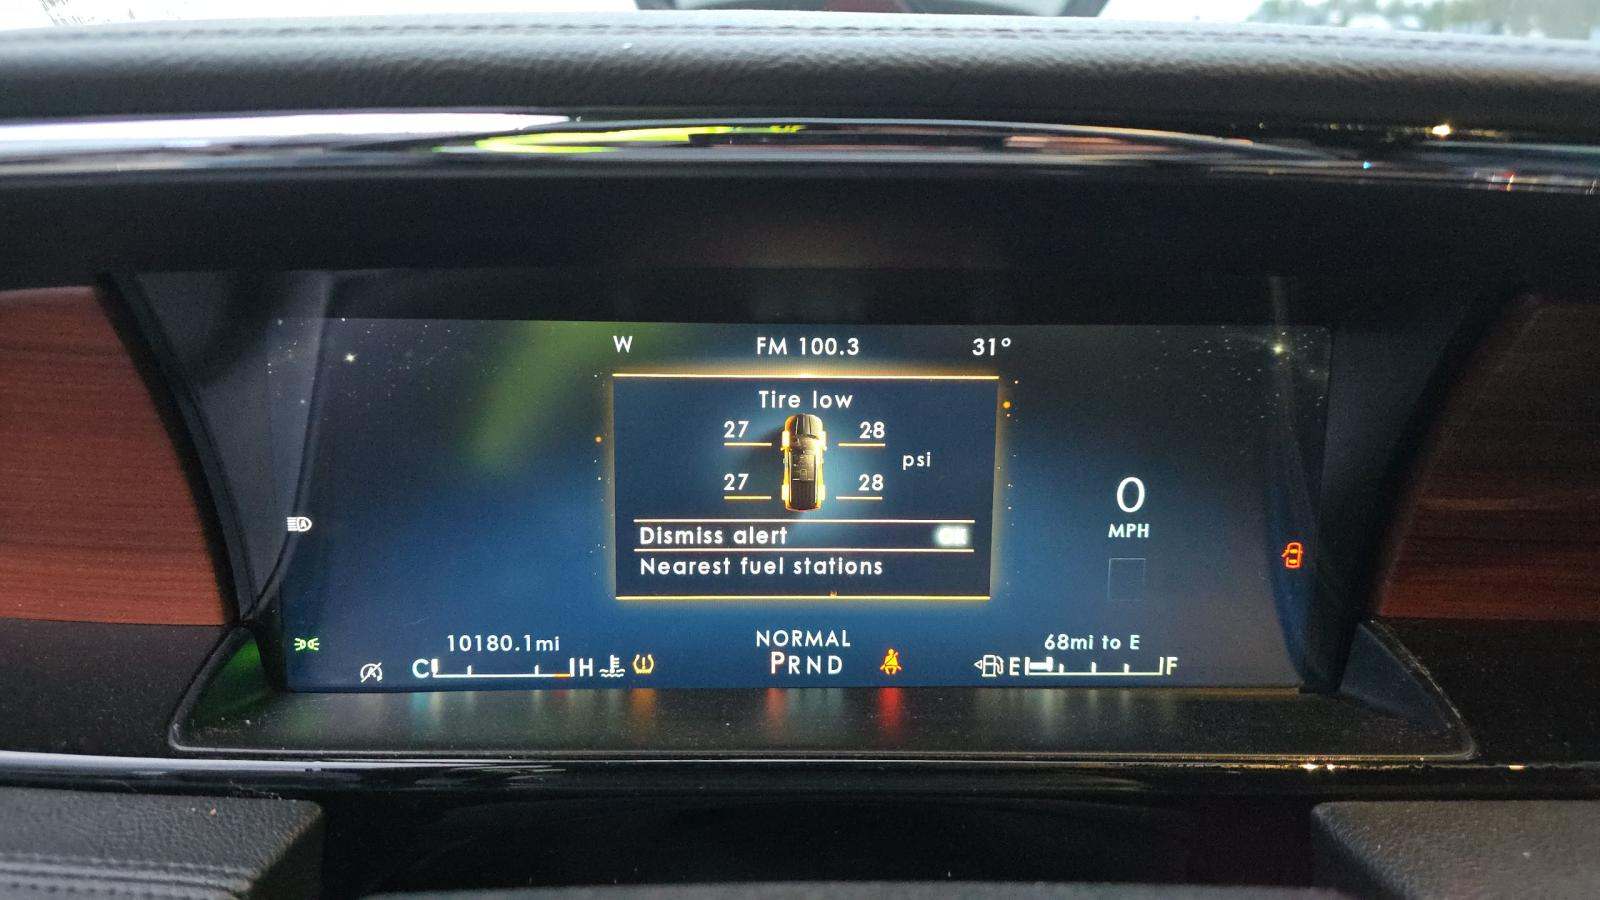 W FM 100.3 31°
Tire low
27 28
psi
27 28
Dismiss alert OK
Nearest fuel stations
0
MPH
10180.1mi
NORMAL
68mi to E
C H
PRND
E F